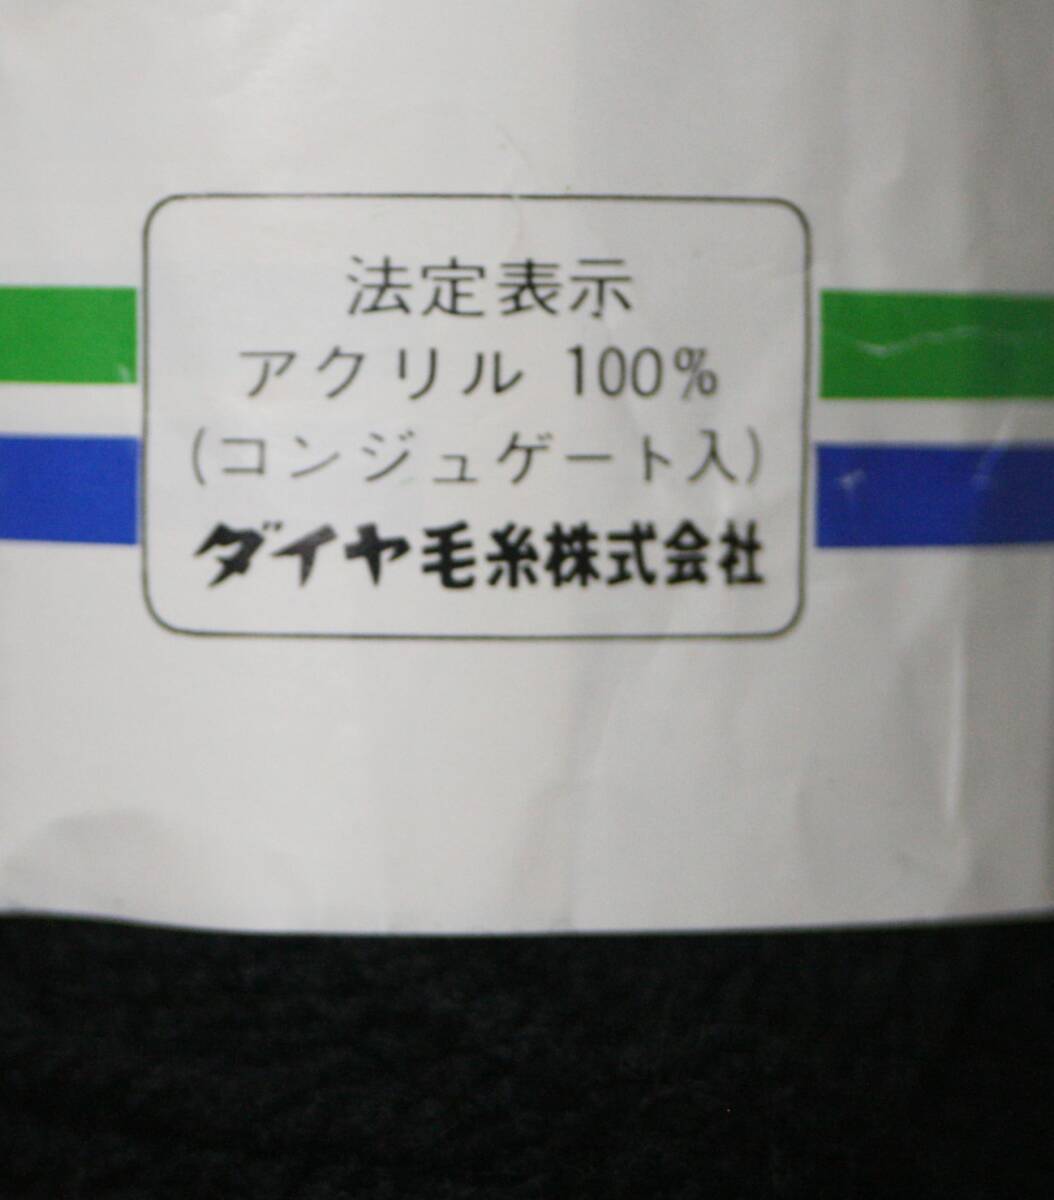 法定表示
アクリル 100%
(コンジュゲート入)
ダイヤ毛糸株式会社